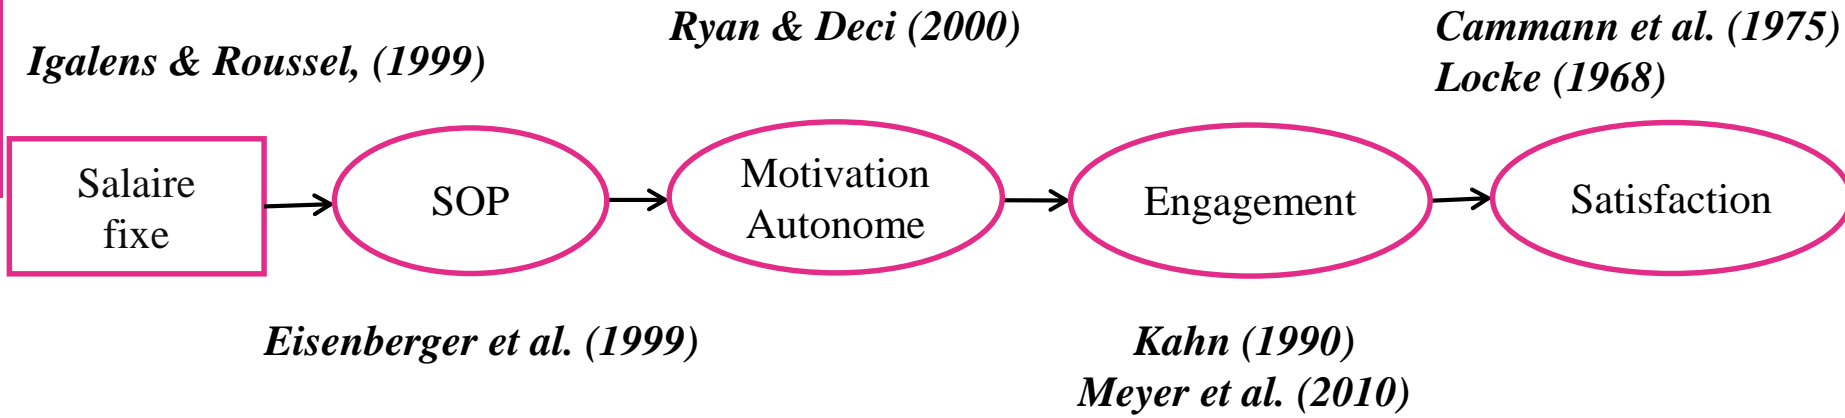 Igalens & Roussel, (1999)
Ryan & Deci (2000)
Cammann et al. (1975)
Locke (1968)
Salaire
fixe
SOP
Motivation
Autonome
Engagement
Satisfaction
Eisenberger et al. (1999)
Kahn (1990)
Meyer et al. (2010)